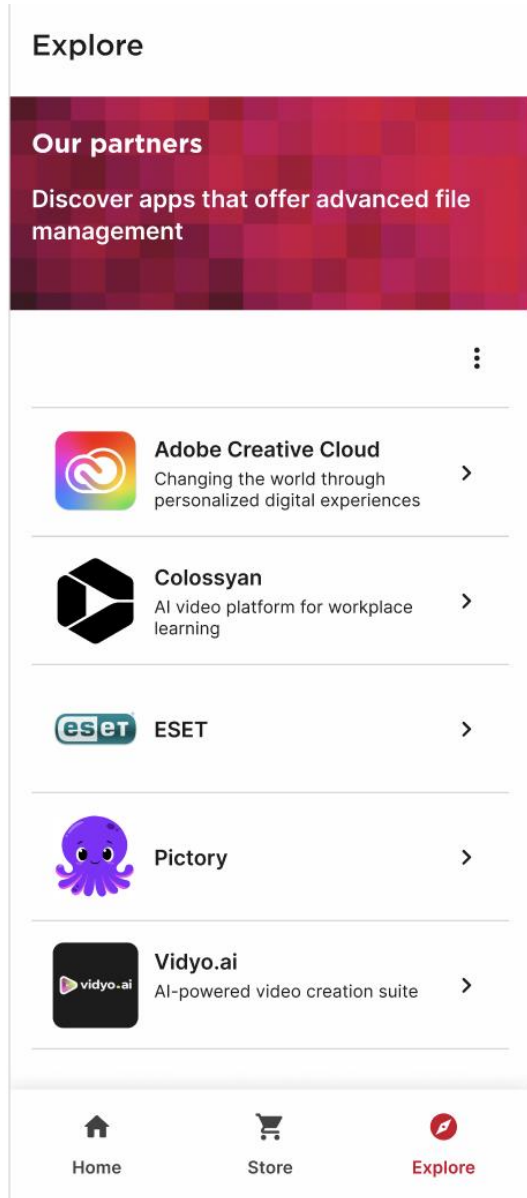 Explore
Our partners
Discover apps that offer advanced file
management
Adobe Creative Cloud
Changing the world through
personalized digital experiences
Colossyan
AI video platform for workplace
learning
eseT
ESET
Pictory
vidyo.ai
Vidyo.ai
AI-powered video creation suite
Home
Store
Explore